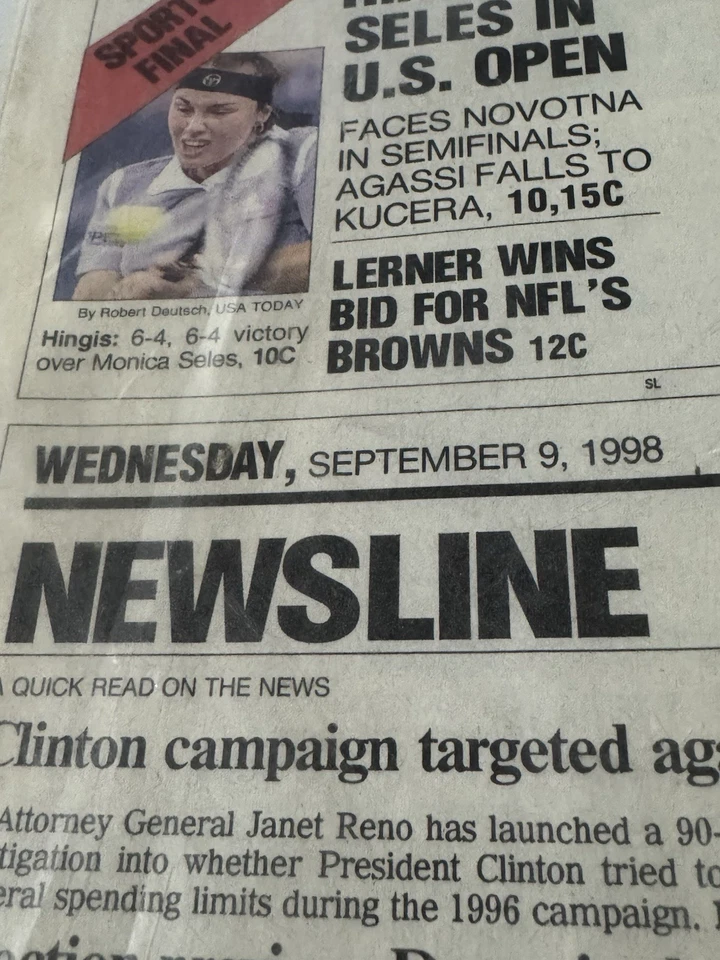 SPORTS
FINAL
SELES IN
U.S. OPEN
FACES NOVOTNA
IN SEMIFINALS;
AGASSI FALLS TO
KUCERA, 10,15C
By Robert Deutsch, USA TODAY
Hingis: 6-4, 6-4 victory
over Monica Seles, 10C
LERNER WINS
BID FOR NFL'S
BROWNS 12C
SL
WEDNESDAY, SEPTEMBER 9, 1998
NEWSLINE
A QUICK READ ON THE NEWS
Clinton campaign targeted aga
Attorney General Janet Reno has launched a 90-
tigation into whether President Clinton tried to
eral spending limits during the 1996 campaign.